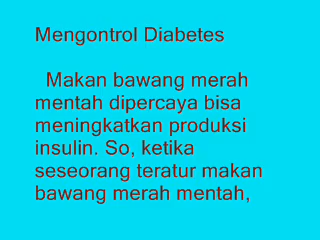 Mengontrol Diabetes
Makan bawang merah
mentah dipercaya bisa
meningkatkan produksi
insulin. So, ketika
seseorang teratur makan
bawang merah mentah,